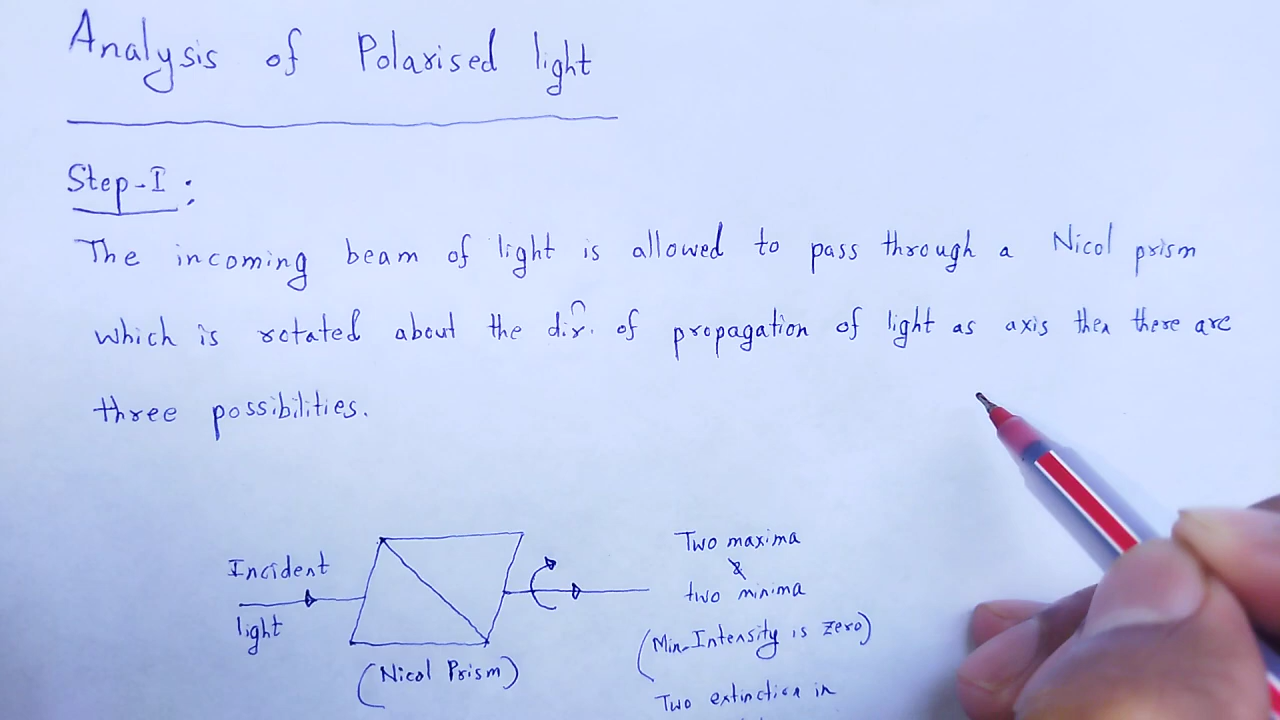 Analysis of Polarised light
Step-I :
The incoming beam of light is allowed to pass through a Nicol prism
which is rotated about the dirⁿ. of propagation of light as axis then there are
three possibilities.
Incident
light
(Nicol Prism)
Two maxima
&
two minima
(Min-Intensity is zero)
Two extinction in